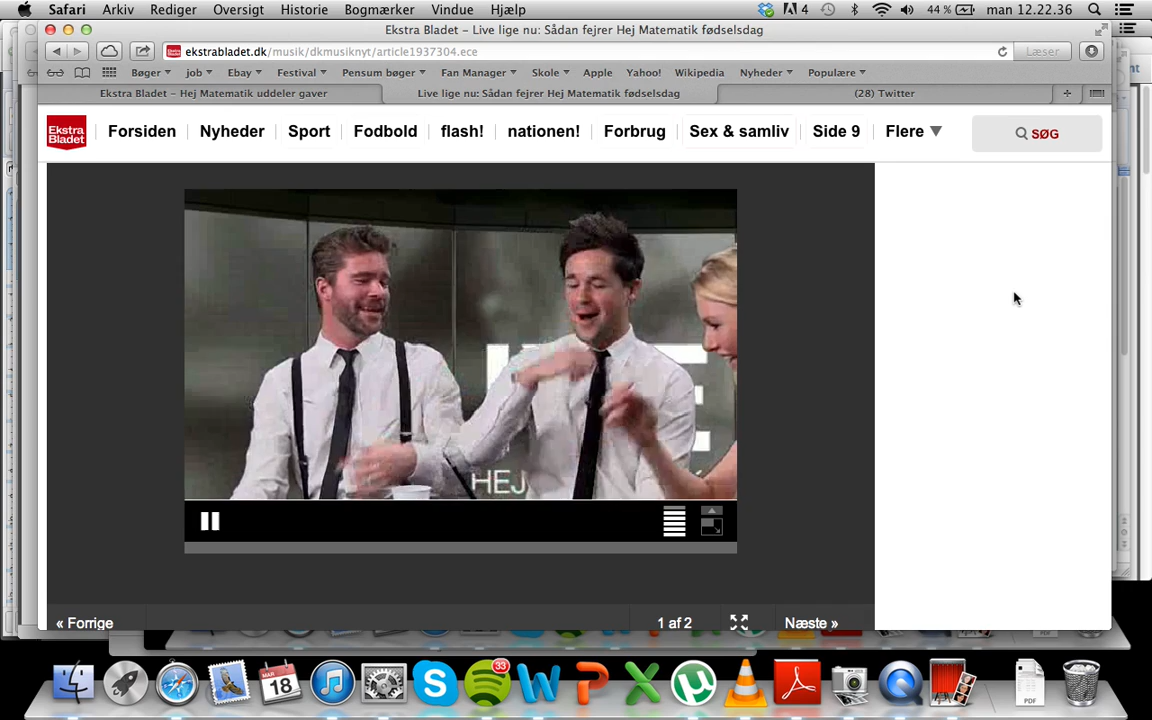 Safari Arkiv Rediger Oversigt Historie Bogmærker Vindue Hjælp 4 44 % man 12.22.36
Ekstra Bladet – Live lige nu: Sådan fejrer Hej Matematik fødselsdag
ekstrabladet.dk/musik/dkmusiknyt/article1937304.ece Læser
Bøger job Ebay Festival Pensum bøger Fan Manager Skole Apple Yahoo! Wikipedia Nyheder Populære
Ekstra Bladet – Hej Matematik uddeler gaver Live lige nu: Sådan fejrer Hej Matematik fødselsdag (28) Twitter
Ekstra Bladet Forsiden Nyheder Sport Fodbold flash! nationen! Forbrug Sex & samliv Side 9 Flere SØG
HEJ
« Forrige 1 af 2 Næste »
33
MAR
18
PDF